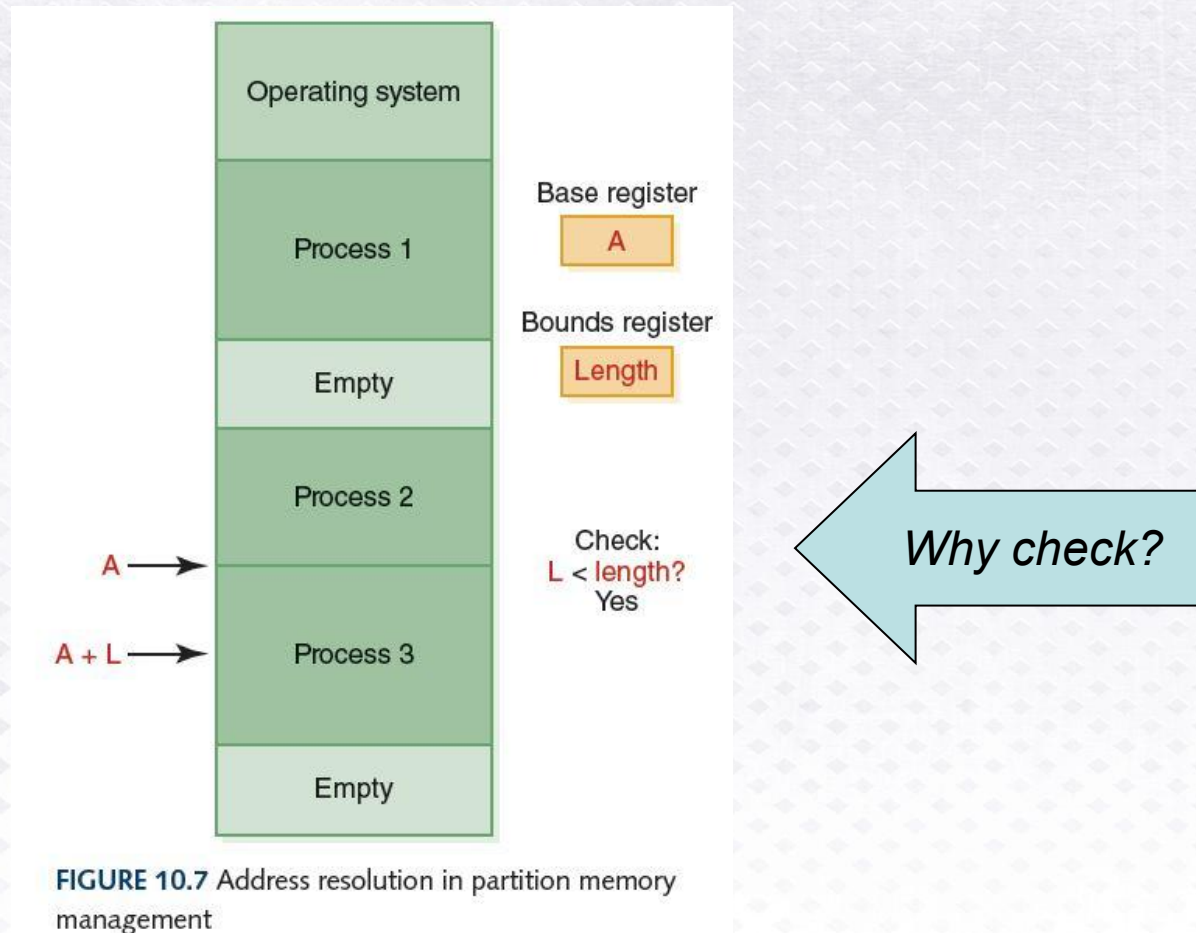 Operating system
Process 1
Base register
A
Bounds register
Length
Empty
Process 2
A
Check:
L < length?
Yes
Why check?
A + L
Process 3
Empty
FIGURE 10.7 Address resolution in partition memory
management